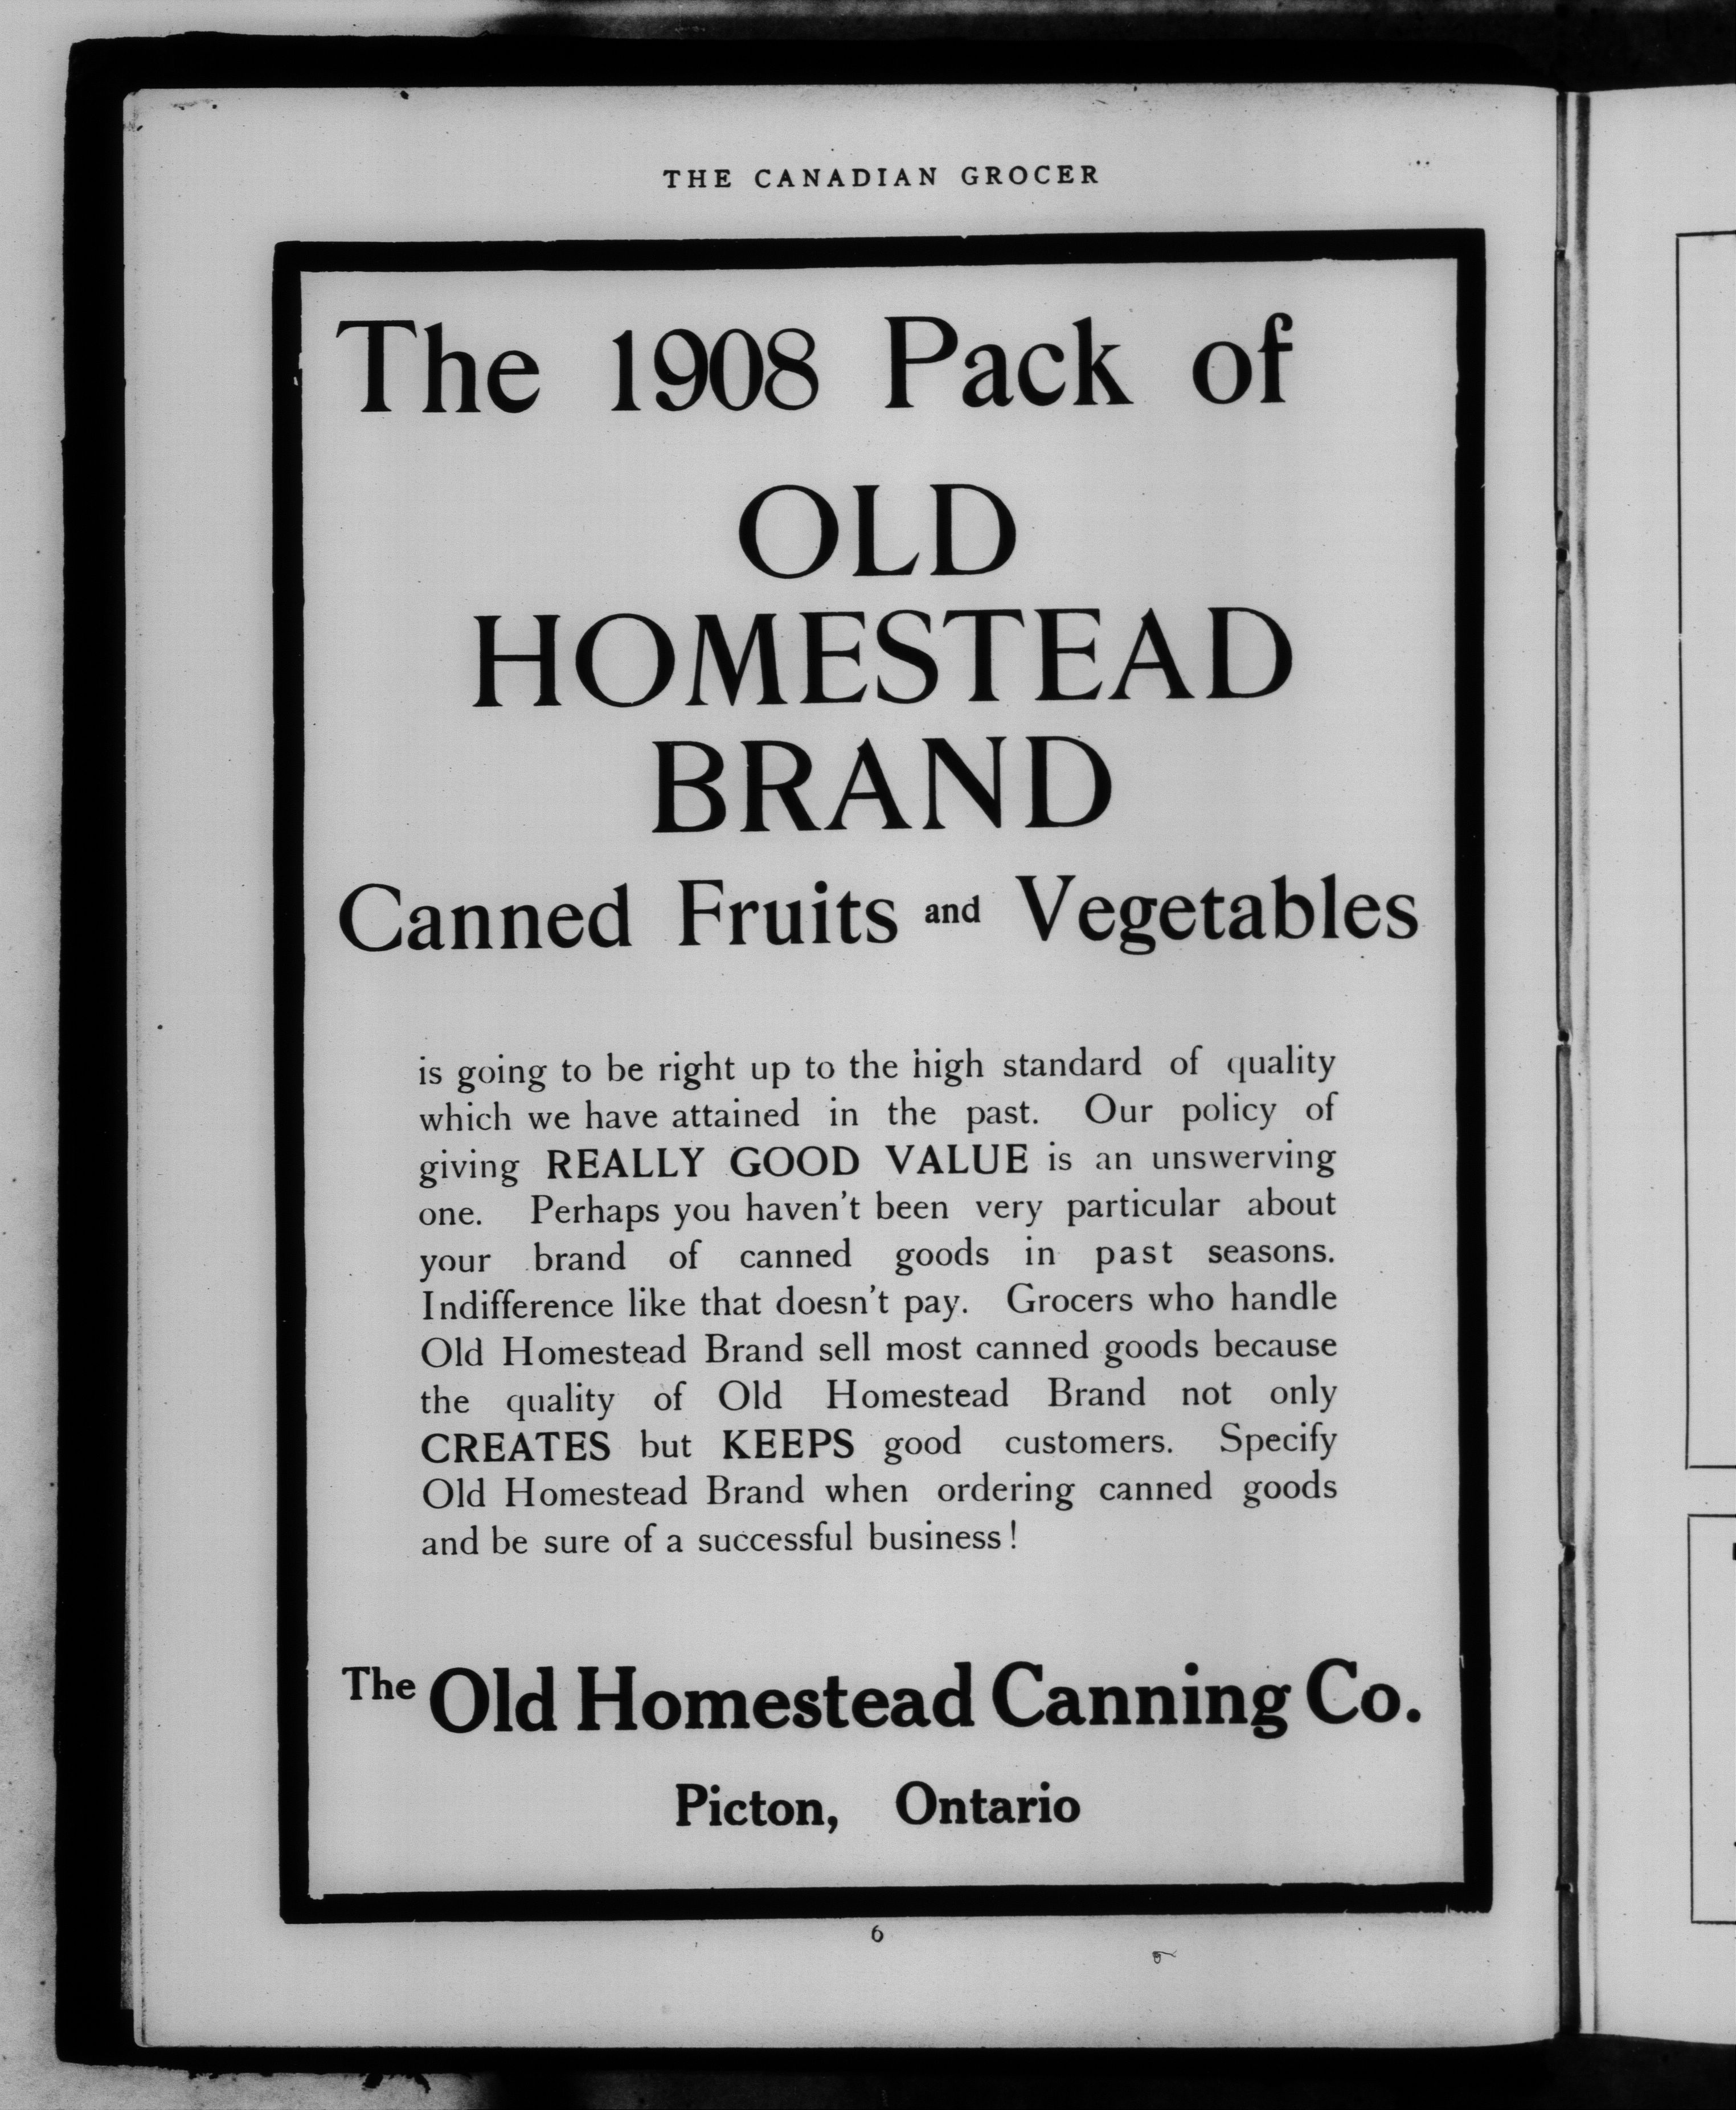 THE CANADIAN GROCER
The 1908 Pack of
OLD
HOMESTEAD
BRAND
Canned Fruits and Vegetables
is going to be right up to the high standard of quality
which we have attained in the past. Our policy of
giving REALLY GOOD VALUE is an unswerving
one. Perhaps you haven't been very particular about
your brand of canned goods in past seasons.
Indifference like that doesn't pay. Grocers who handle
Old Homestead Brand sell most canned goods because
the quality of Old Homestead Brand not only
CREATES but KEEPS good customers. Specify
Old Homestead Brand when ordering canned goods
and be sure of a successful business!
The Old Homestead Canning Co.
Picton, Ontario
6